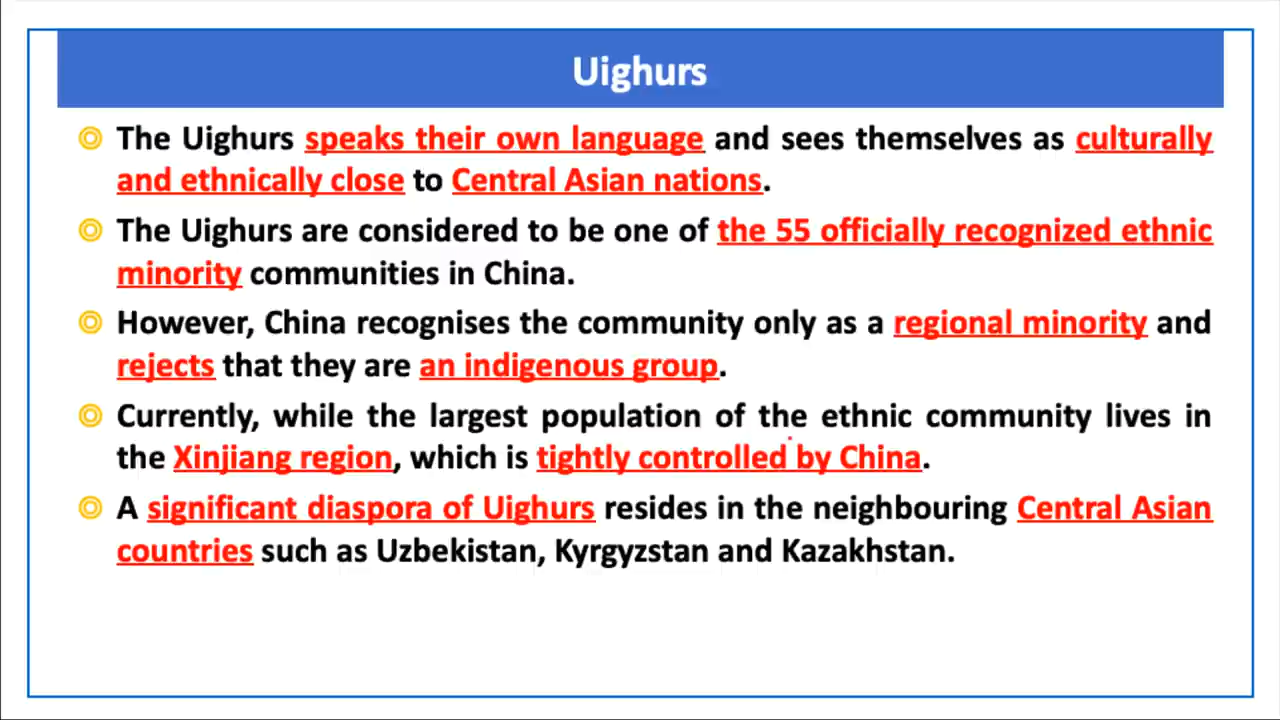 Uighurs
The Uighurs speaks their own language and sees themselves as culturally
and ethnically close to Central Asian nations.
The Uighurs are considered to be one of the 55 officially recognized ethnic
minority communities in China.
However, China recognises the community only as a regional minority and
rejects that they are an indigenous group.
Currently, while the largest population of the ethnic community lives in
the Xinjiang region, which is tightly controlled by China.
A significant diaspora of Uighurs resides in the neighbouring Central Asian
countries such as Uzbekistan, Kyrgyzstan and Kazakhstan.